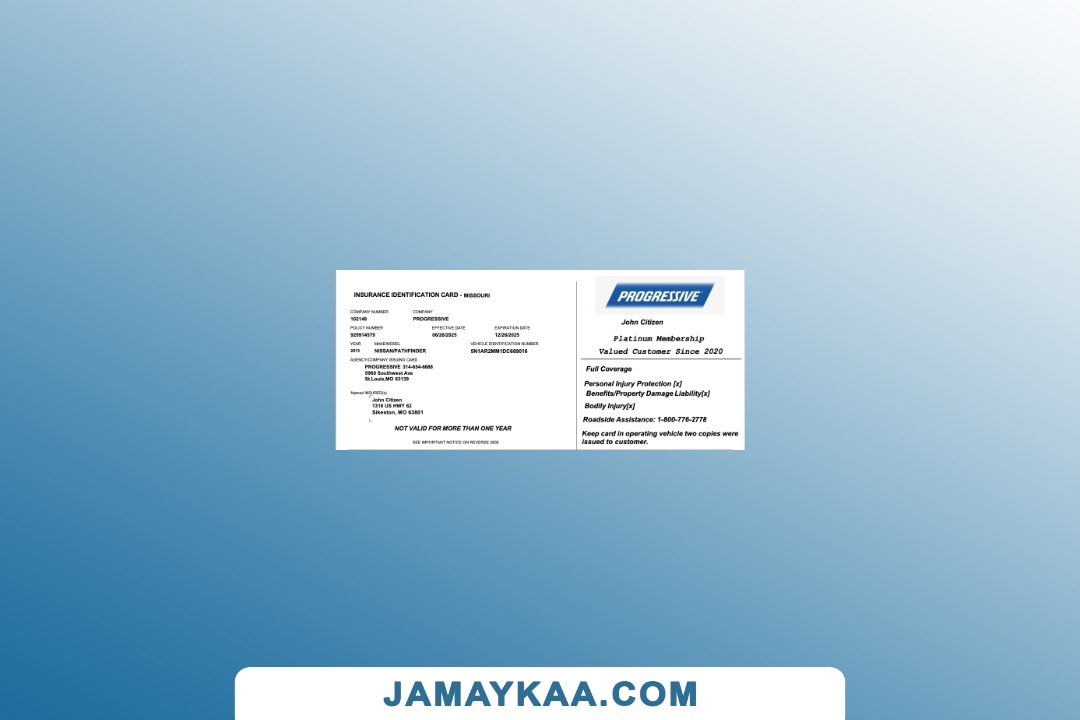 INSURANCE IDENTIFICATION CARD - MISSOURI
COMPANY NUMBER COMPANY
102148 PROGRESSIVE
POLICY NUMBER EFFECTIVE DATE EXPIRATION DATE
929914579 06/26/2025 12/26/2025
YEAR MAKE/MODEL VEHICLE IDENTIFICATION NUMBER
2013 NISSAN/PATHFINDER
AGENCY/COMPANY ISSUING CARD
PROGRESSIVE 314-654-8686
5960 Southwest Ave
St.Louis,MO 63139
Named INSURED(s)
John Citizen
1318 US HWY 62
Sikeston, MO 63801
NOT VALID FOR MORE THAN ONE YEAR
SEE IMPORTANT NOTICE ON REVERSE SIDE
PROGRESSIVE
John Citizen
Platinum Membership
Valued Customer Since 2020
Full Coverage
Personal Injury Protection [x]
Benefits/Property Damage Liability[x]
Bodily Injury[x]
Roadside Assistance: 1-800-776-2778
Keep card in operating vehicle two copies were
issued to customer.
JAMAYKAA.COM